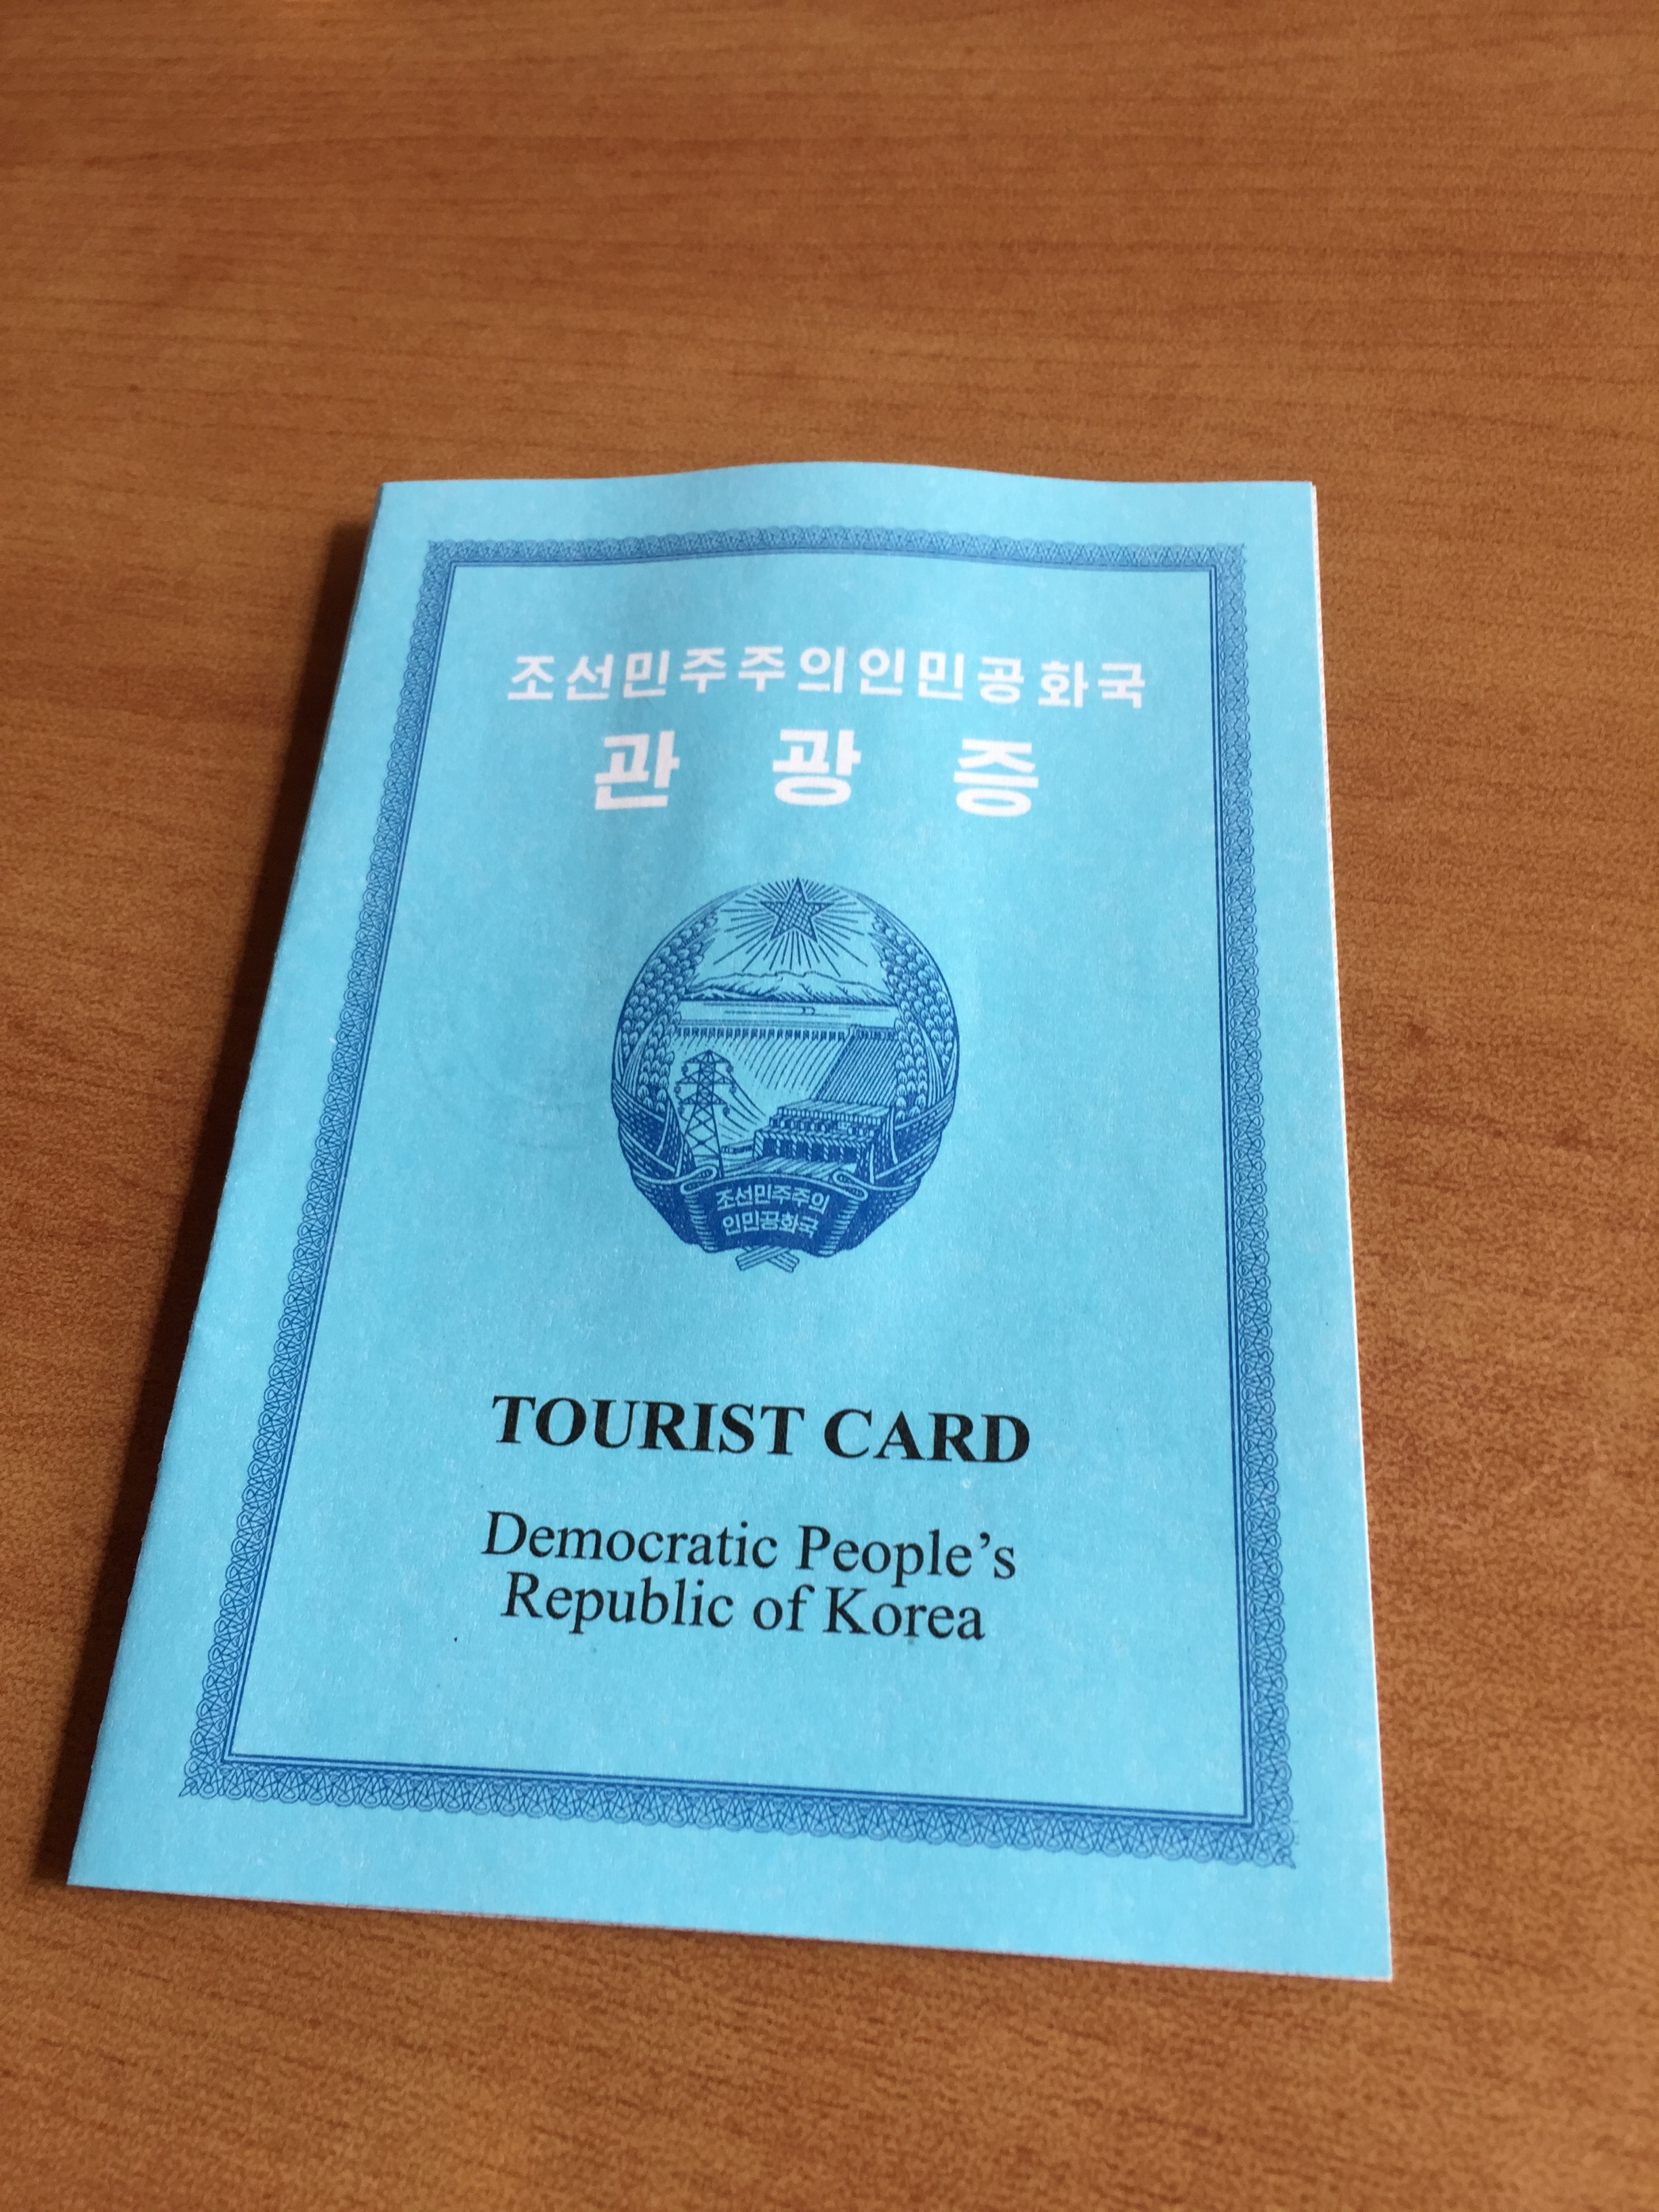 조선민주주의인민공화국
관 광 증
조선민주주의
인민공화국
TOURIST CARD
Democratic People's
Republic of Korea